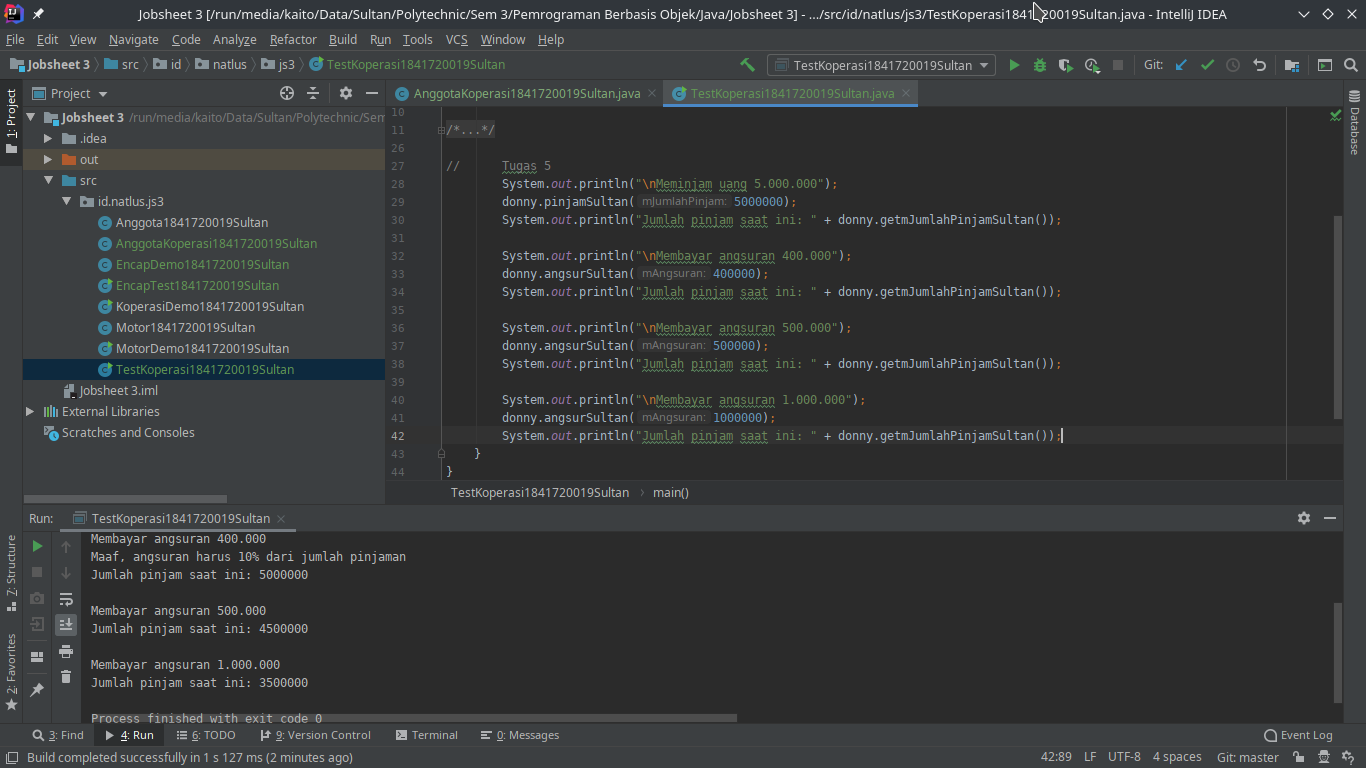 Jobsheet 3 [/run/media/kaito/Data/Sultan/Polytechnic/Sem 3/Pemrograman Berbasis Objek/Java/Jobsheet 3] - .../src/id/natlus/js3/TestKoperasi1841720019Sultan.java - IntelliJ IDEA
File Edit View Navigate Code Analyze Refactor Build Run Tools VCS Window Help
Jobsheet 3 src id natlus js3 TestKoperasi1841720019Sultan TestKoperasi1841720019Sultan Git:
1: Project
Project
AnggotaKoperasi1841720019Sultan.java TestKoperasi1841720019Sultan.java
Database
Jobsheet 3 /run/media/kaito/Data/Sultan/Polytechnic/Sem
.idea
out
src
id.natlus.js3
Anggota1841720019Sultan
AnggotaKoperasi1841720019Sultan
EncapDemo1841720019Sultan
EncapTest1841720019Sultan
KoperasiDemo1841720019Sultan
Motor1841720019Sultan
MotorDemo1841720019Sultan
TestKoperasi1841720019Sultan
Jobsheet 3.iml
External Libraries
Scratches and Consoles
10
11 /*...*/
26
27 // Tugas 5
28 System.out.println("\nMeminjam uang 5.000.000");
29 donny.pinjamSultan( mJumlahPinjam: 5000000);
30 System.out.println("Jumlah pinjam saat ini: " + donny.getmJumlahPinjamSultan());
31
32 System.out.println("\nMembayar angsuran 400.000");
33 donny.angsurSultan( mAngsuran: 400000);
34 System.out.println("Jumlah pinjam saat ini: " + donny.getmJumlahPinjamSultan());
35
36 System.out.println("\nMembayar angsuran 500.000");
37 donny.angsurSultan( mAngsuran: 500000);
38 System.out.println("Jumlah pinjam saat ini: " + donny.getmJumlahPinjamSultan());
39
40 System.out.println("\nMembayar angsuran 1.000.000");
41 donny.angsurSultan( mAngsuran: 1000000);
42 System.out.println("Jumlah pinjam saat ini: " + donny.getmJumlahPinjamSultan());
43 }
44 }
TestKoperasi1841720019Sultan main()
Run: TestKoperasi1841720019Sultan
7: Structure
2: Favorites
Membayar angsuran 400.000
Maaf, angsuran harus 10% dari jumlah pinjaman
Jumlah pinjam saat ini: 5000000
Membayar angsuran 500.000
Jumlah pinjam saat ini: 4500000
Membayar angsuran 1.000.000
Jumlah pinjam saat ini: 3500000
Process finished with exit code 0
3: Find 4: Run 6: TODO 9: Version Control Terminal 0: Messages Event Log
Build completed successfully in 1 s 127 ms (2 minutes ago) 42:89 LF UTF-8 4 spaces Git: master